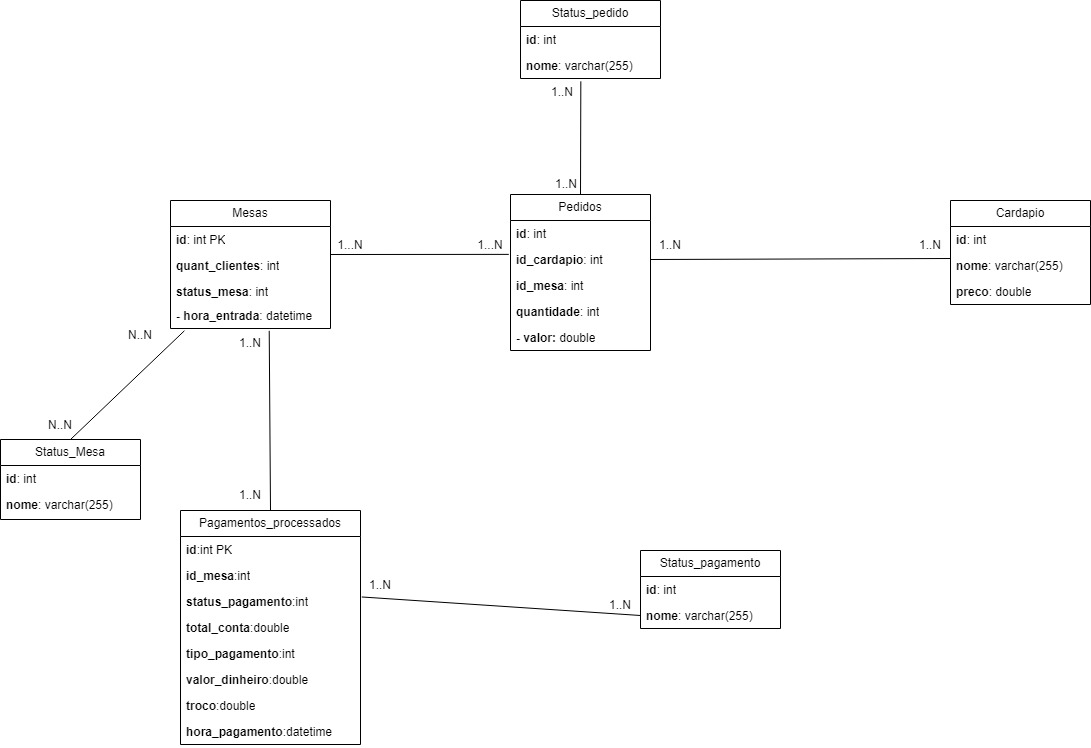 Status_pedido
id: int
nome: varchar(255)
1..N
1..N
Mesas
id: int PK
quant_clientes: int
status_mesa: int
- hora_entrada: datetime
1...N
1...N
Pedidos
id: int
id_cardapio: int
id_mesa: int
quantidade: int
- valor: double
1..N
1..N
Cardapio
id: int
nome: varchar(255)
preco: double
N..N
N..N
Status_Mesa
id: int
nome: varchar(255)
1..N
1..N
Pagamentos_processados
id:int PK
id_mesa:int
status_pagamento:int
total_conta:double
tipo_pagamento:int
valor_dinheiro:double
troco:double
hora_pagamento:datetime
1..N
1..N
Status_pagamento
id: int
nome: varchar(255)